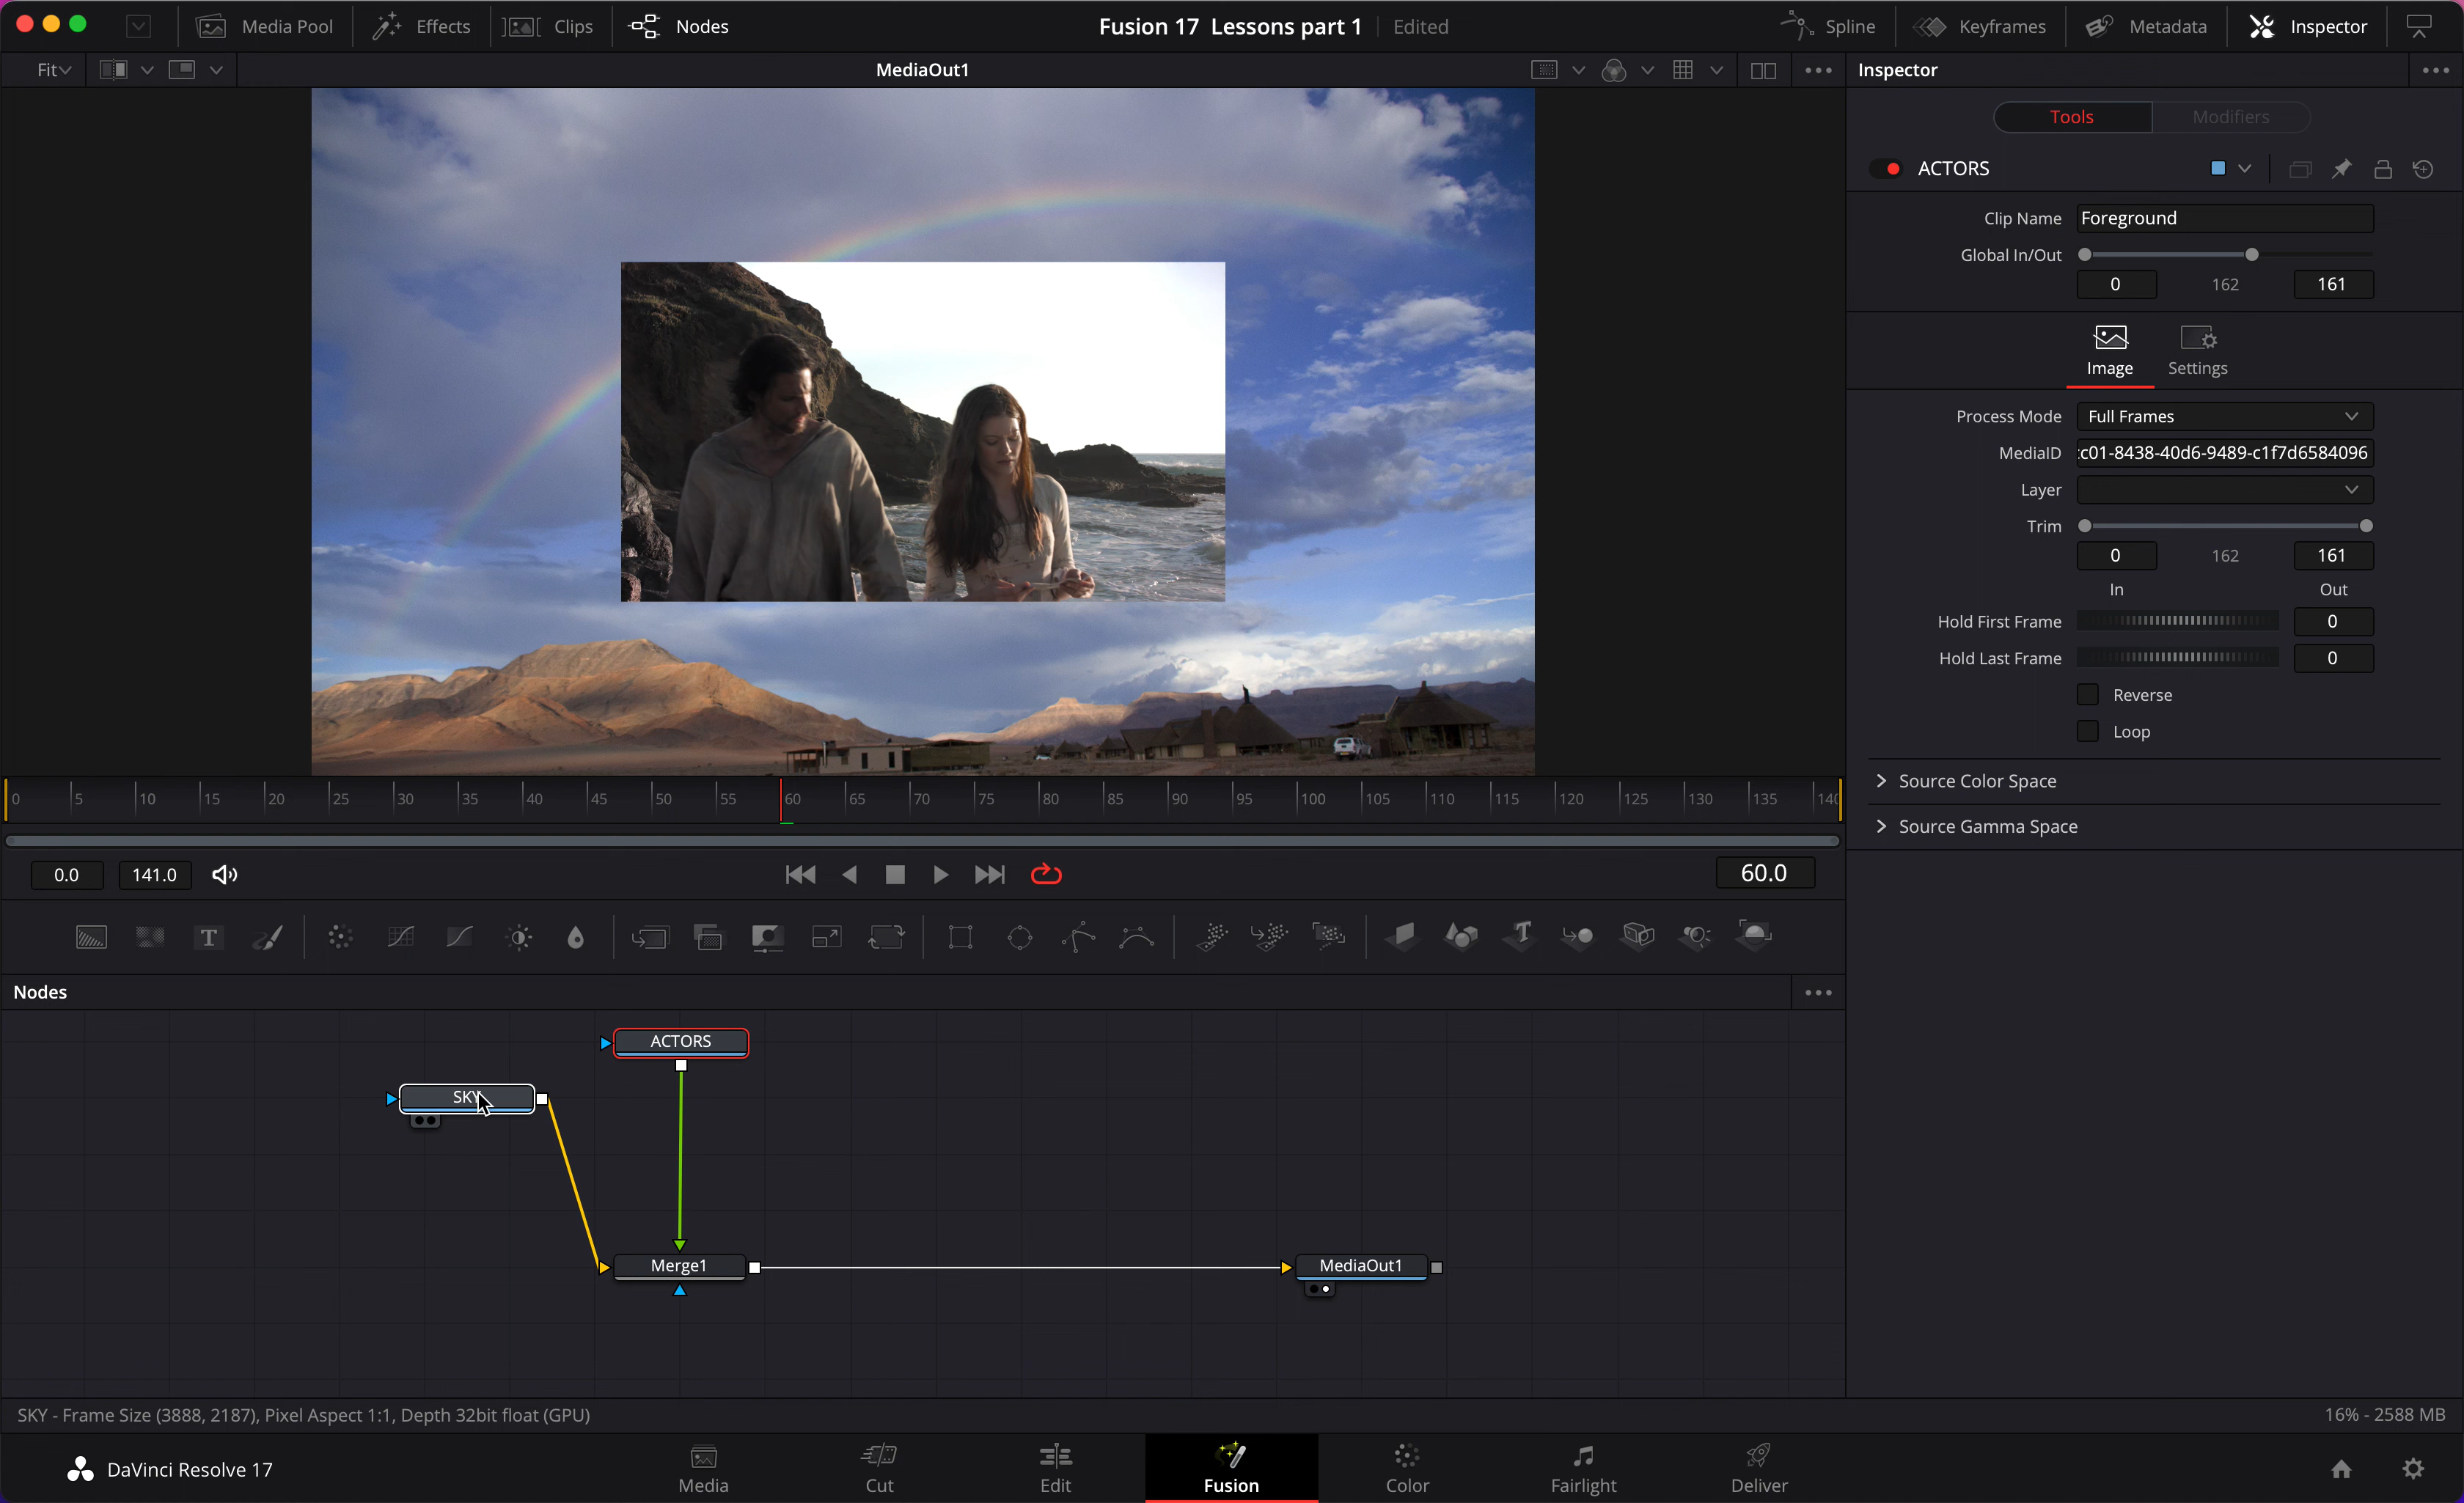 Media Pool Effects Clips Nodes Fusion 17 Lessons part 1 Edited Spline Keyframes Metadata Inspector
Fit MediaOut1 Inspector
Tools Modifiers
ACTORS
Clip Name Foreground
Global In/Out
0 162 161
Image Settings
Process Mode Full Frames
MediaID c01-8438-40d6-9489-c1f7d6584096
Layer
Trim
0 162 161
In Out
Hold First Frame 0
Hold Last Frame 0
Reverse
Loop
Source Color Space
Source Gamma Space
0 5 10 15 20 25 30 35 40 45 50 55 60 65 70 75 80 85 90 95 100 105 110 115 120 125 130 135 140
0.0 141.0 60.0
T
Nodes
ACTORS
SKY
Merge1 MediaOut1
SKY - Frame Size (3888, 2187), Pixel Aspect 1:1, Depth 32bit float (GPU) 16% - 2588 MB
DaVinci Resolve 17 Media Cut Edit Fusion Color Fairlight Deliver